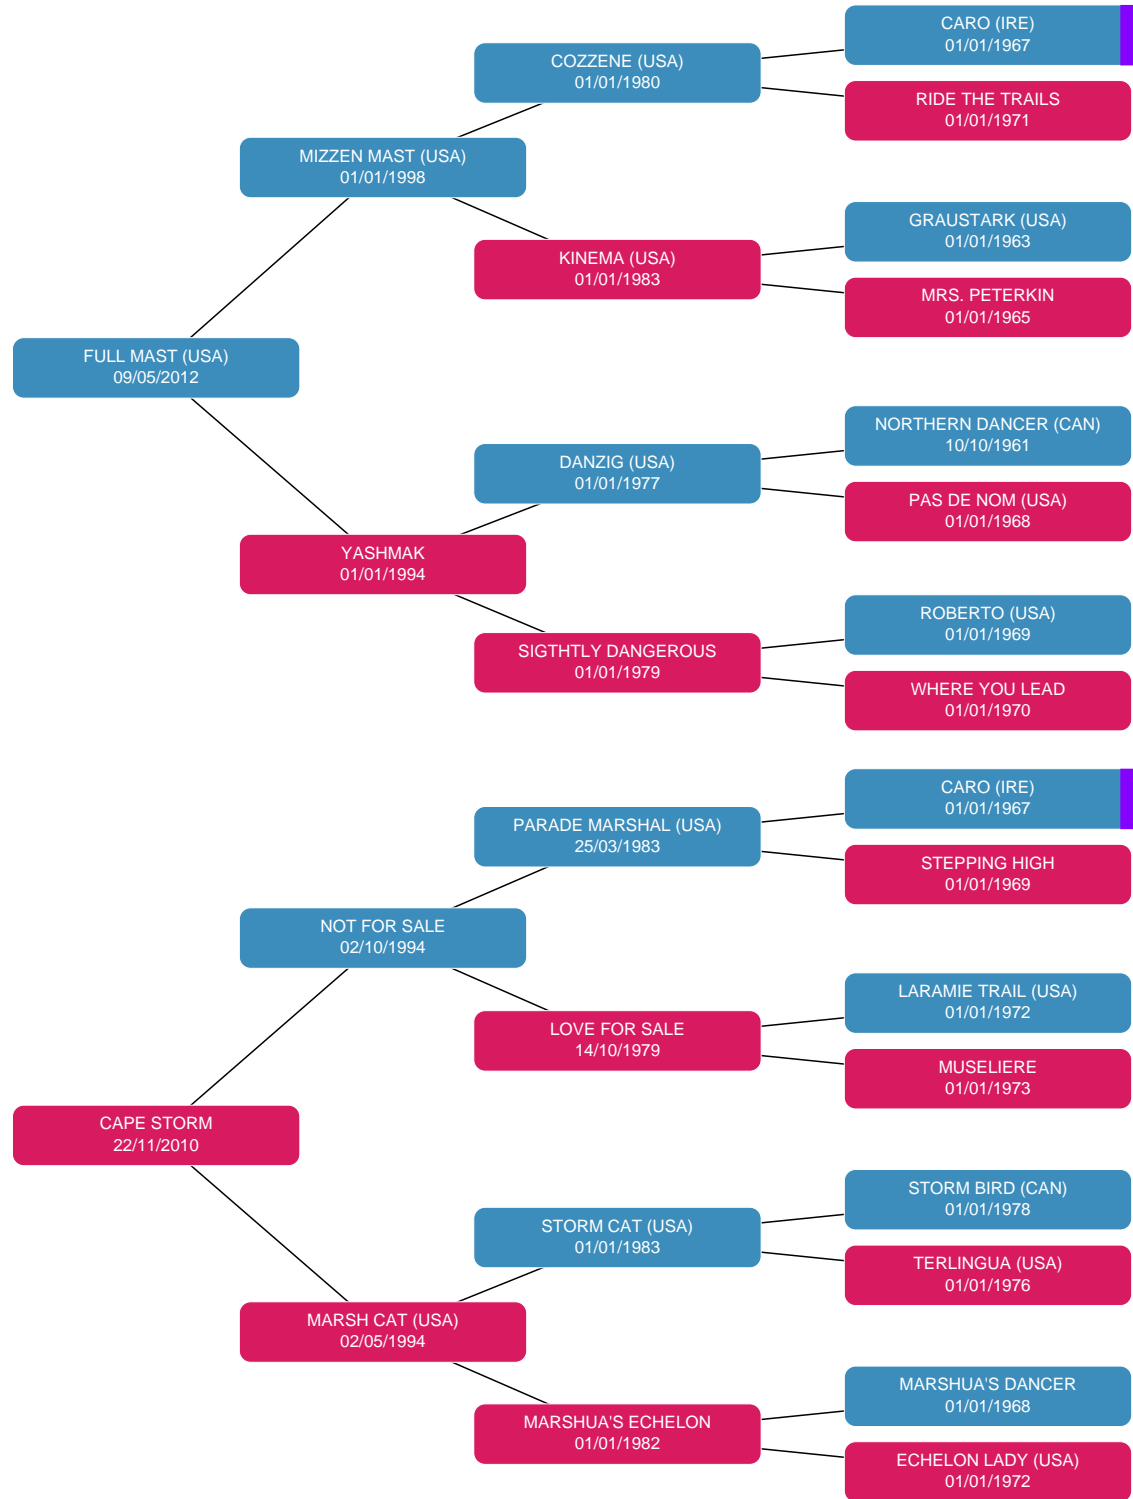 CARO (IRE)
01/01/1967
COZZENE (USA)
01/01/1980
RIDE THE TRAILS
01/01/1971
MIZZEN MAST (USA)
01/01/1998
GRAUSTARK (USA)
01/01/1963
KINEMA (USA)
01/01/1983
MRS. PETERKIN
01/01/1965
FULL MAST (USA)
09/05/2012
NORTHERN DANCER (CAN)
10/10/1961
DANZIG (USA)
01/01/1977
PAS DE NOM (USA)
01/01/1968
YASHMAK
01/01/1994
ROBERTO (USA)
01/01/1969
SIGTHTLY DANGEROUS
01/01/1979
WHERE YOU LEAD
01/01/1970
CARO (IRE)
01/01/1967
PARADE MARSHAL (USA)
25/03/1983
STEPPING HIGH
01/01/1969
NOT FOR SALE
02/10/1994
LARAMIE TRAIL (USA)
01/01/1972
LOVE FOR SALE
14/10/1979
MUSELIERE
01/01/1973
CAPE STORM
22/11/2010
STORM BIRD (CAN)
01/01/1978
STORM CAT (USA)
01/01/1983
TERLINGUA (USA)
01/01/1976
MARSH CAT (USA)
02/05/1994
MARSHUA'S DANCER
01/01/1968
MARSHUA'S ECHELON
01/01/1982
ECHELON LADY (USA)
01/01/1972